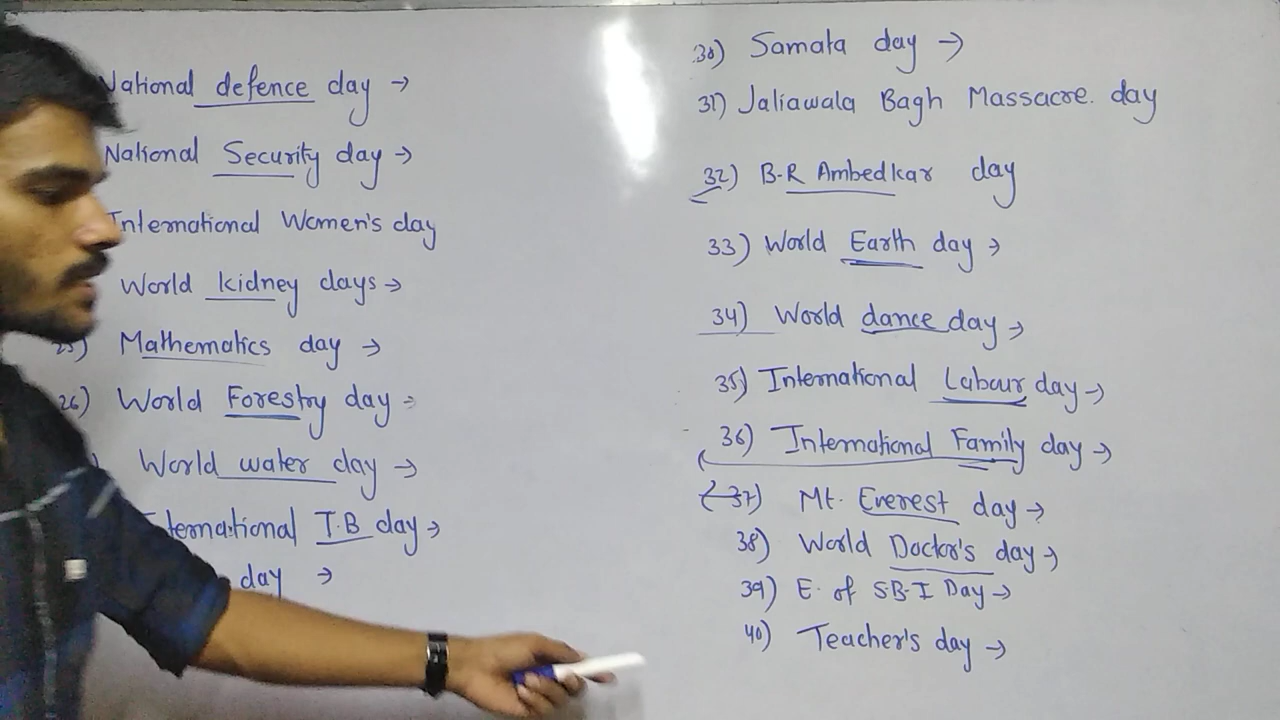 National defence day →
National Security day →
International Women's day
World kidney days →
25) Mathematics day →
26) World Forestry day →
) World water day →
International T.B day →
day →
30) Samata day →
31) Jaliawala Bagh Massacre. day
32) B-R Ambedkar day
33) World Earth day →
34) World dance day →
35) International Labour day →
36) International Family day →
37) Mt. Everest day →
38) World Doctor's day →
39) E. of S.B.I Day →
40) Teacher's day →